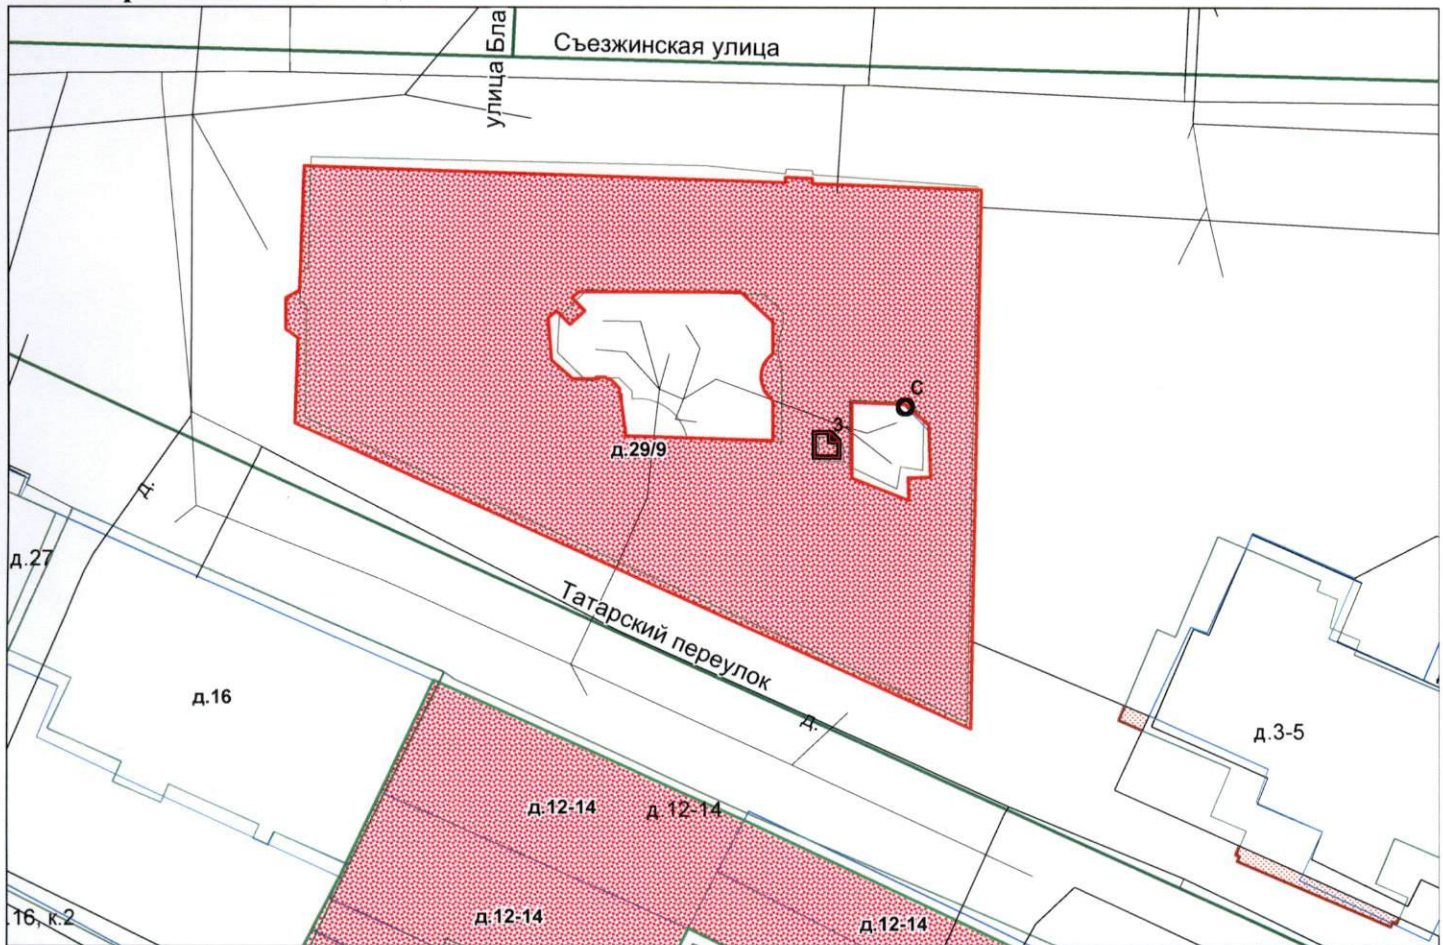 Съезжинская улица
улица Бла
С
3.
д.29/9
д.
д.27
Татарский переулок
д.16
д.
д.3-5
д.12-14
д.12-14
д.12-14
д.12-14
16, к.2